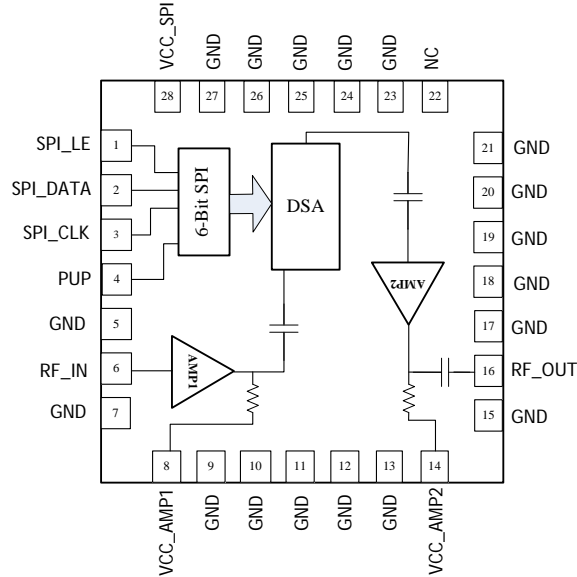 VCC_SPI
GND
GND
GND
GND
GND
NC
28
27
26
25
24
23
22
SPI_LE
1
SPI_DATA
2
SPI_CLK
3
PUP
4
GND
5
RF_IN
6
GND
7
6-Bit SPI
DSA
AMP1
AMP2
21
GND
20
GND
19
GND
18
GND
17
GND
16
RF_OUT
15
GND
8
9
10
11
12
13
14
VCC_AMP1
GND
GND
GND
GND
GND
VCC_AMP2